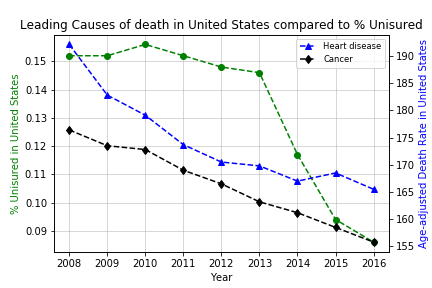 Leading Causes of death in United States compared to % Unisured
% Unisured in United States
0.15
0.14
0.13
0.12
0.11
0.10
0.09
Heart disease
Cancer
190
185
180
175
170
165
160
155
Age-adjusted Death Rate in United States
2008 2009 2010 2011 2012 2013 2014 2015 2016
Year